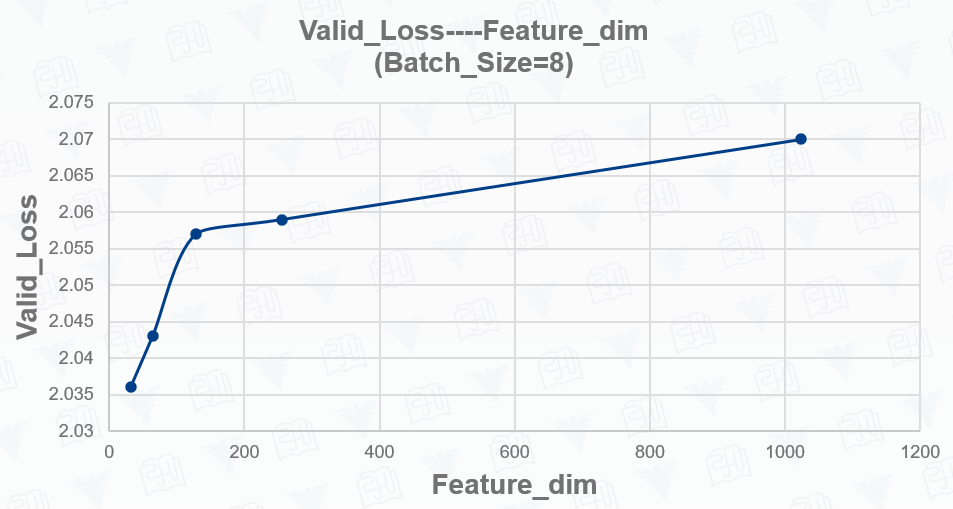 Valid_Loss----Feature_dim
(Batch_Size=8)
2.075
2.07
2.065
2.06
2.055
2.05
2.045
2.04
2.035
2.03
Valid_Loss
0 200 400 600 800 1000 1200
Feature_dim